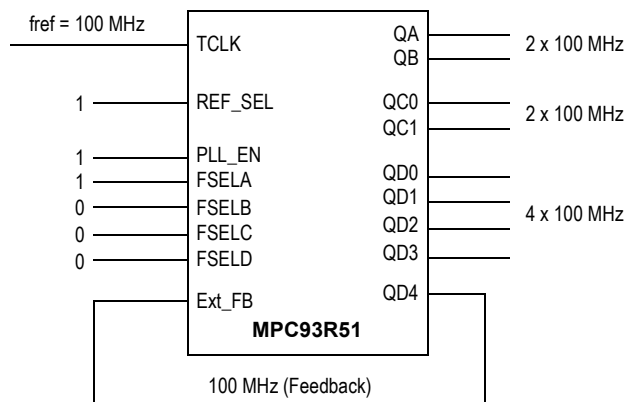 fref = 100 MHz
TCLK
QA
QB
2 x 100 MHz
1
REF_SEL
QC0
QC1
2 x 100 MHz
1
PLL_EN
1
FSELA
0
FSELB
0
FSELC
0
FSELD
QD0
QD1
QD2
QD3
4 x 100 MHz
Ext_FB
QD4
MPC93R51
100 MHz (Feedback)